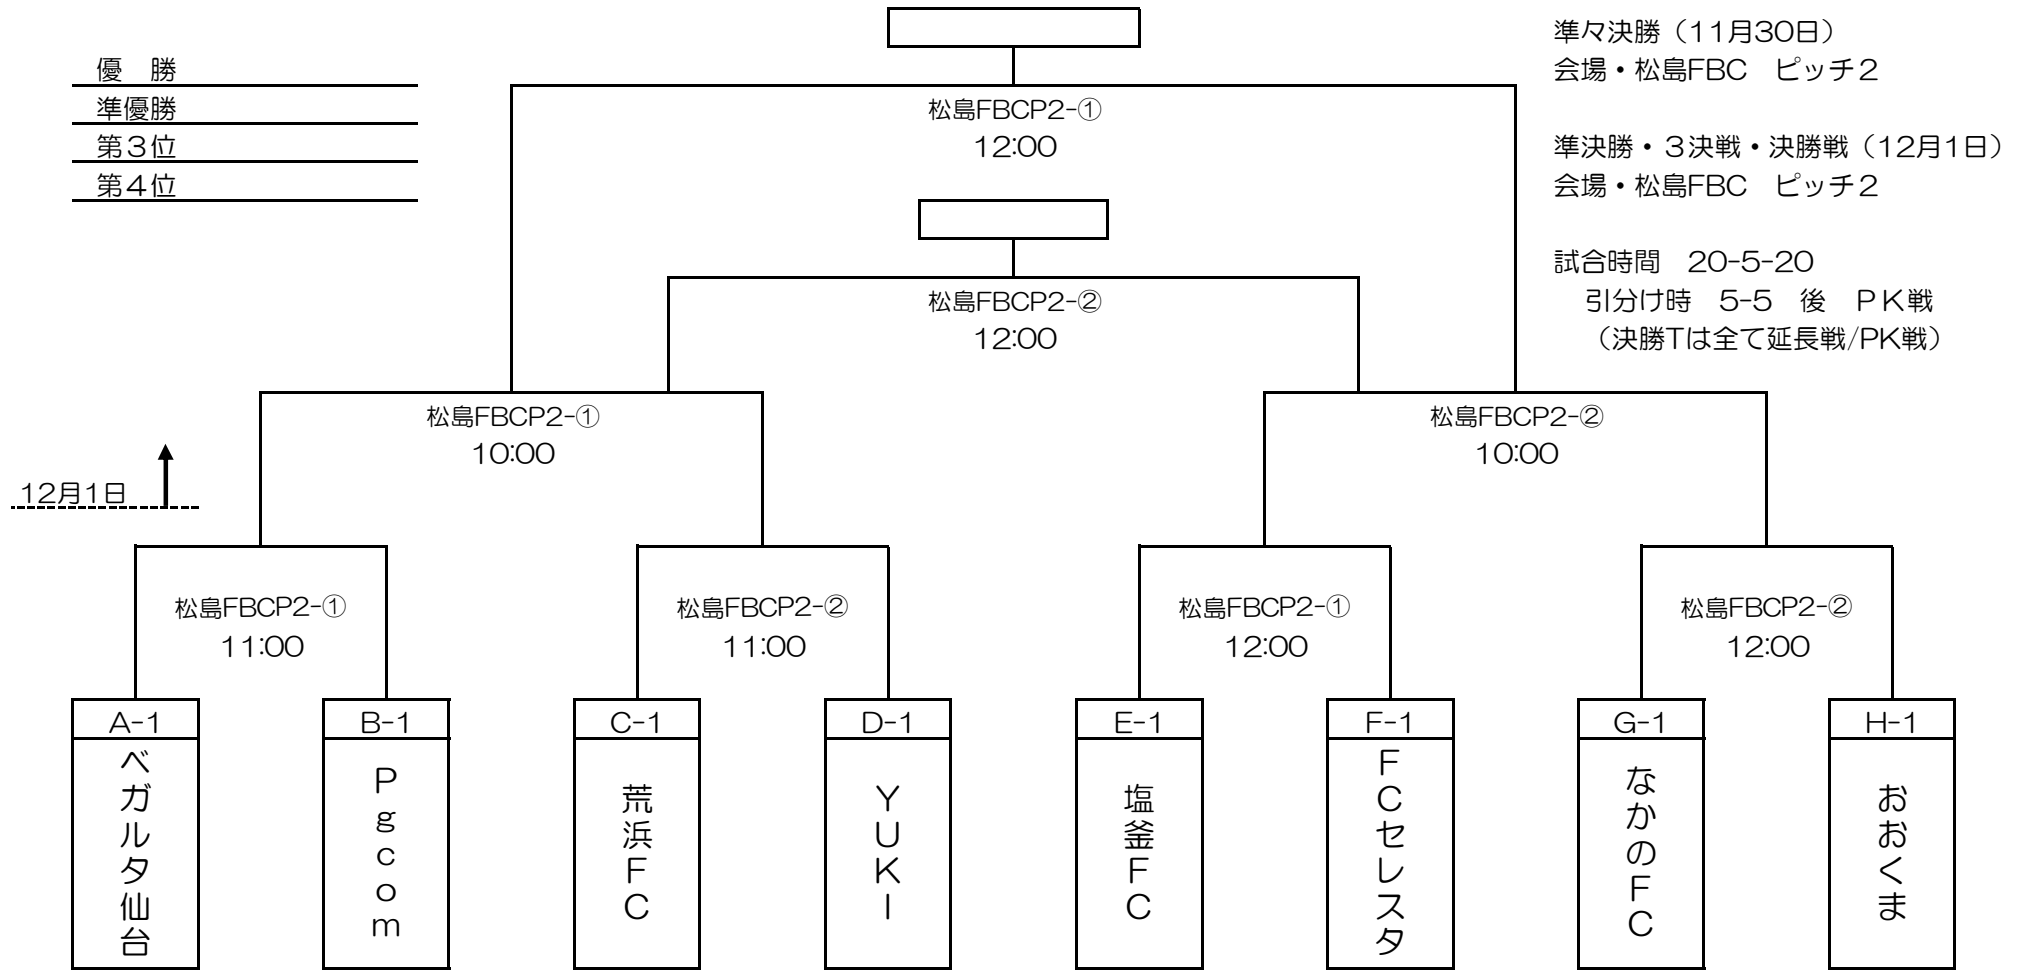 優　勝
準優勝
第３位
第４位
準々決勝（11月30日）
会場・松島FBC　ピッチ２
準決勝・３決戦・決勝戦（12月1日）
会場・松島FBC　ピッチ２
試合時間　20-5-20
引分け時　5-5　後　ＰＫ戦
（決勝Tは全て延長戦/PK戦）
松島FBCP2-①
12:00
松島FBCP2-②
12:00
松島FBCP2-①
10:00
松島FBCP2-②
10:00
12月1日
松島FBCP2-①
11:00
松島FBCP2-②
11:00
松島FBCP2-①
12:00
松島FBCP2-②
12:00
A-1
ベガルタ仙台
B-1
Ｐｇｃｏｍ
C-1
荒浜ＦＣ
D-1
ＹＵＫＩ
E-1
塩釜ＦＣ
F-1
ＦＣセレスタ
G-1
なかのＦＣ
H-1
おおくま